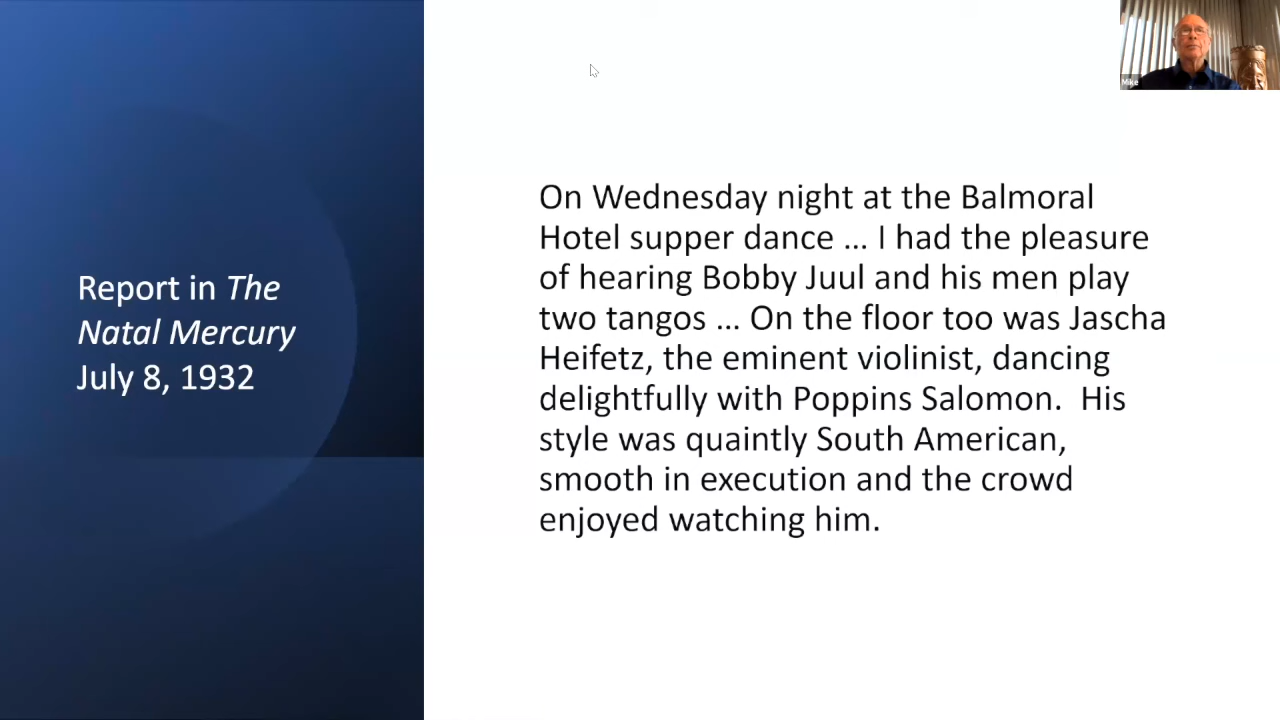 Report in The
Natal Mercury
July 8, 1932
On Wednesday night at the Balmoral
Hotel supper dance ... I had the pleasure
of hearing Bobby Juul and his men play
two tangos ... On the floor too was Jascha
Heifetz, the eminent violinist, dancing
delightfully with Poppins Salomon.  His
style was quaintly South American,
smooth in execution and the crowd
enjoyed watching him.
Mike